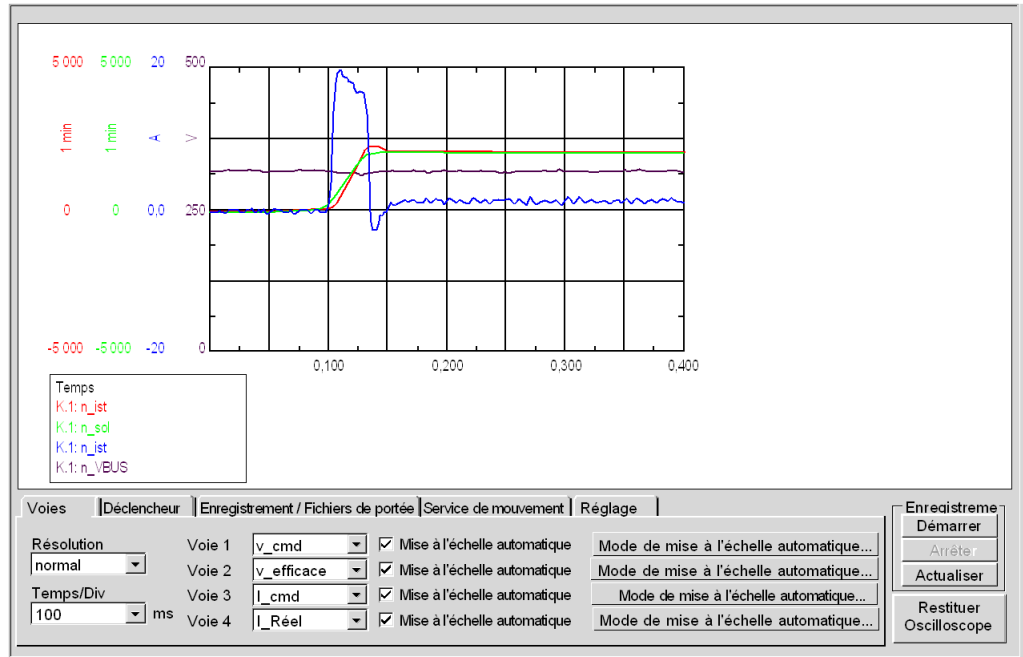 5 000 5 000 20 500
1 min 1 min A V
0 0 0,0 250
-5 000 -5 000 -20 0
0,100 0,200 0,300 0,400
Temps
K.1: n_ist
K.1: n_sol
K.1: n_ist
K.1: n_VBUS
Voies Déclencheur Enregistrement / Fichiers de portée Service de mouvement Réglage
Résolution
normal
Temps/Div
100 ms
Voie 1 v_cmd Mise à l'échelle automatique Mode de mise à l'échelle automatique...
Voie 2 v_efficace Mise à l'échelle automatique Mode de mise à l'échelle automatique...
Voie 3 I_cmd Mise à l'échelle automatique Mode de mise à l'échelle automatique...
Voie 4 I_Réel Mise à l'échelle automatique Mode de mise à l'échelle automatique...
Enregistreme
Démarrer
Arrêter
Actualiser
Restituer
Oscilloscope